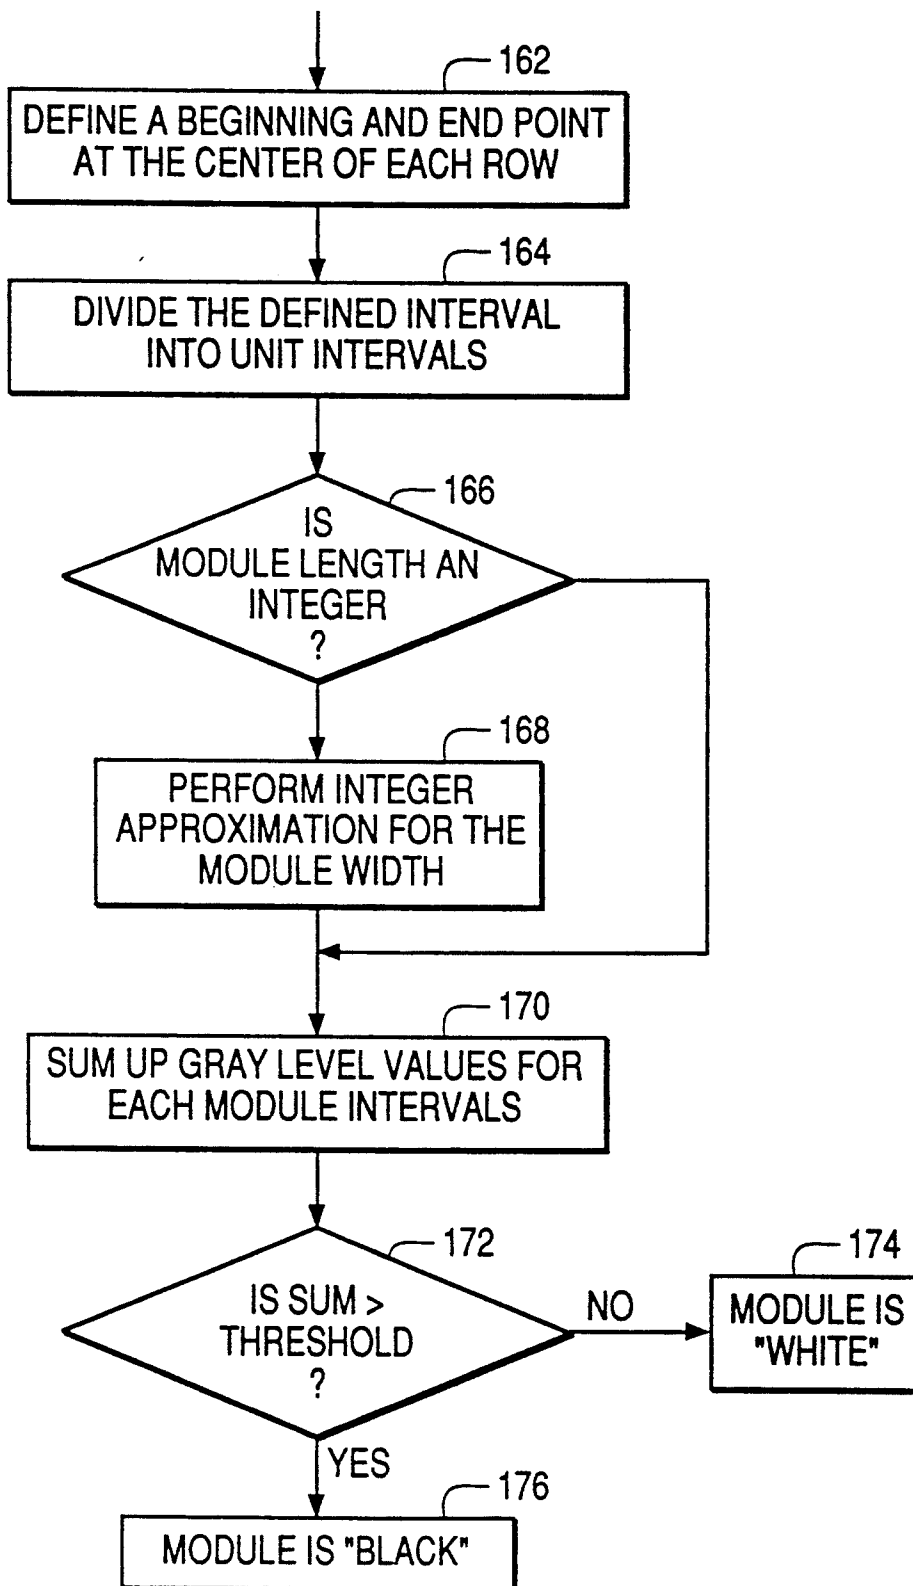 162
DEFINE A BEGINNING AND END POINT
AT THE CENTER OF EACH ROW
164
DIVIDE THE DEFINED INTERVAL
INTO UNIT INTERVALS
166
IS
MODULE LENGTH AN
INTEGER
?
168
PERFORM INTEGER
APPROXIMATION FOR THE
MODULE WIDTH
170
SUM UP GRAY LEVEL VALUES FOR
EACH MODULE INTERVALS
172
IS SUM >
THRESHOLD
?
NO
174
MODULE IS
"WHITE"
YES
176
MODULE IS "BLACK"